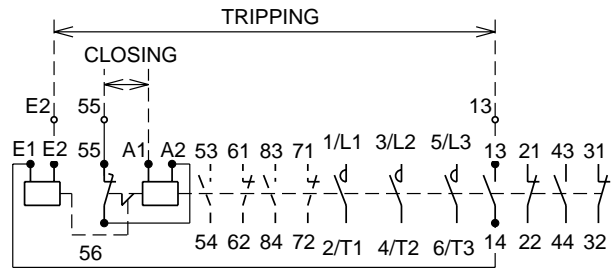 TRIPPING
CLOSING
E2 55 13
E1 E2 55 A1 A2 53 61 83 71 1/L1 3/L2 5/L3 13 21 43 31
56 54 62 84 72 2/T1 4/T2 6/T3 14 22 44 32